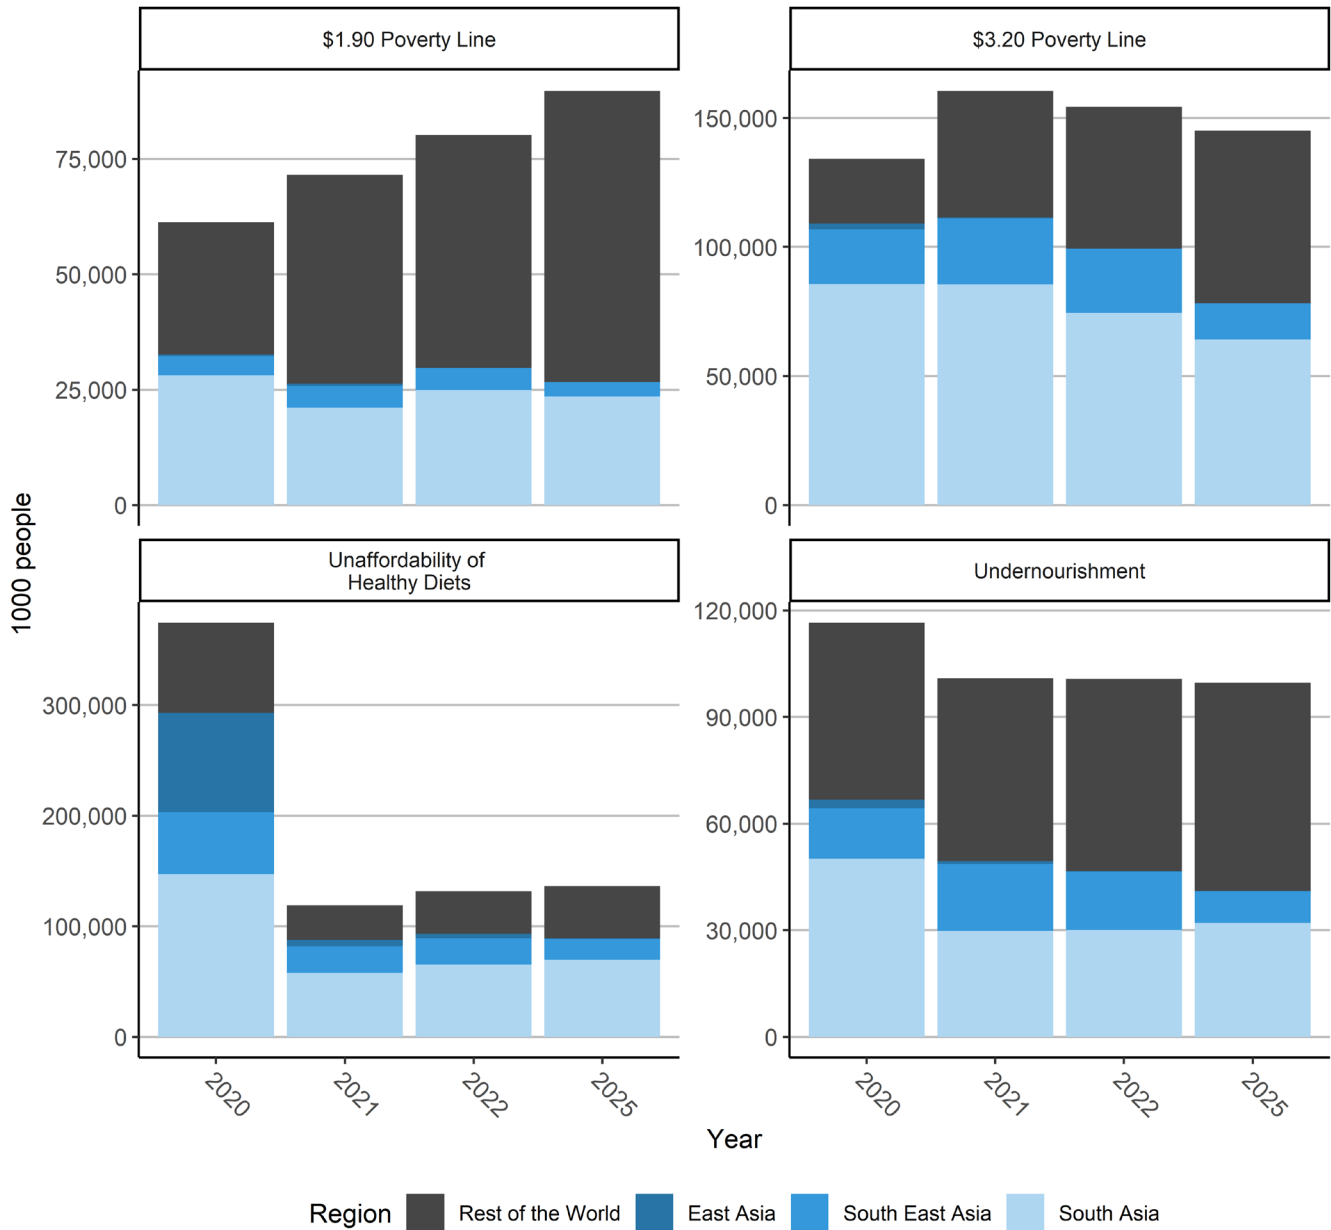 $1.90 Poverty Line
$3.20 Poverty Line
75,000
50,000
25,000
0
150,000
100,000
50,000
0
1000 people
Unaffordability of
Healthy Diets
Undernourishment
300,000
200,000
100,000
0
120,000
90,000
60,000
30,000
0
2020
2021
2022
2025
2020
2021
2022
2025
Year
Region
Rest of the World
East Asia
South East Asia
South Asia